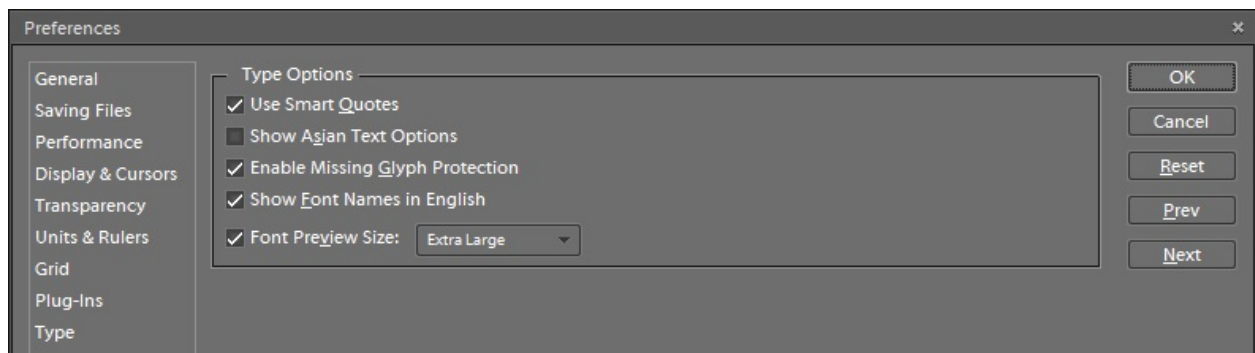 Preferences
General
Saving Files
Performance
Display & Cursors
Transparency
Units & Rulers
Grid
Plug-Ins
Type
Type Options
Use Smart Quotes
Show Asian Text Options
Enable Missing Glyph Protection
Show Font Names in English
Font Preview Size: Extra Large
OK
Cancel
Reset
Prev
Next